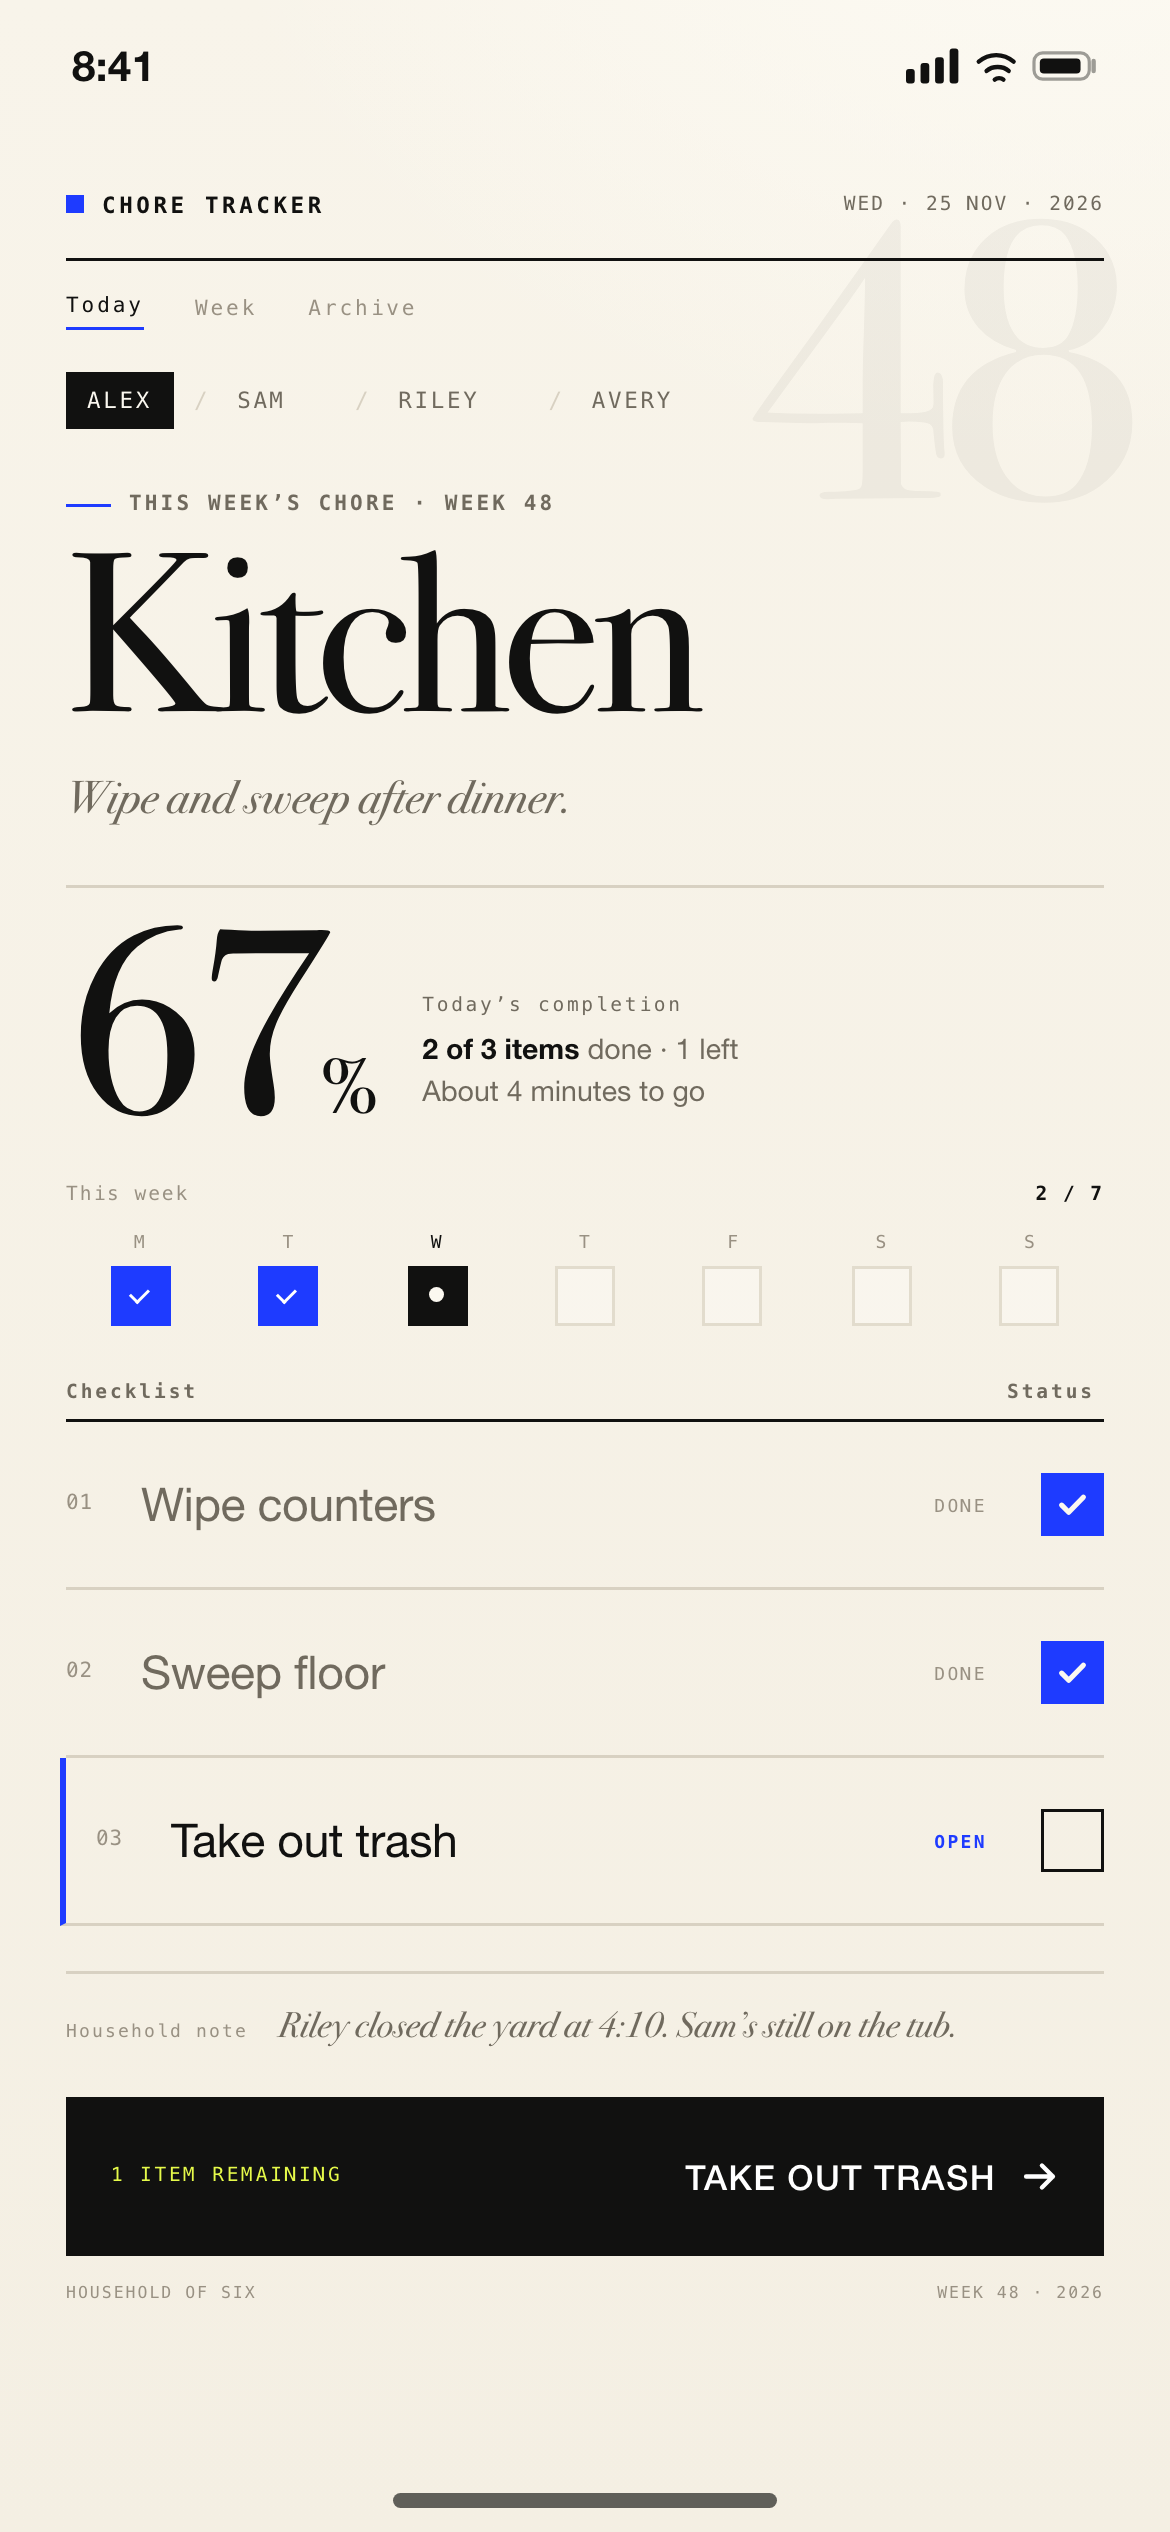 8:41
CHORE TRACKER
WED · 25 NOV · 2026
48
Today Week Archive
ALEX / SAM / RILEY / AVERY
THIS WEEK’S CHORE · WEEK 48
Kitchen
Wipe and sweep after dinner.
67%
Today’s completion
2 of 3 items done · 1 left
About 4 minutes to go
This week 2 / 7
M T W T F S S
Checklist Status
01 Wipe counters DONE
02 Sweep floor DONE
03 Take out trash OPEN
Household note Riley closed the yard at 4:10. Sam’s still on the tub.
1 ITEM REMAINING TAKE OUT TRASH →
HOUSEHOLD OF SIX WEEK 48 · 2026